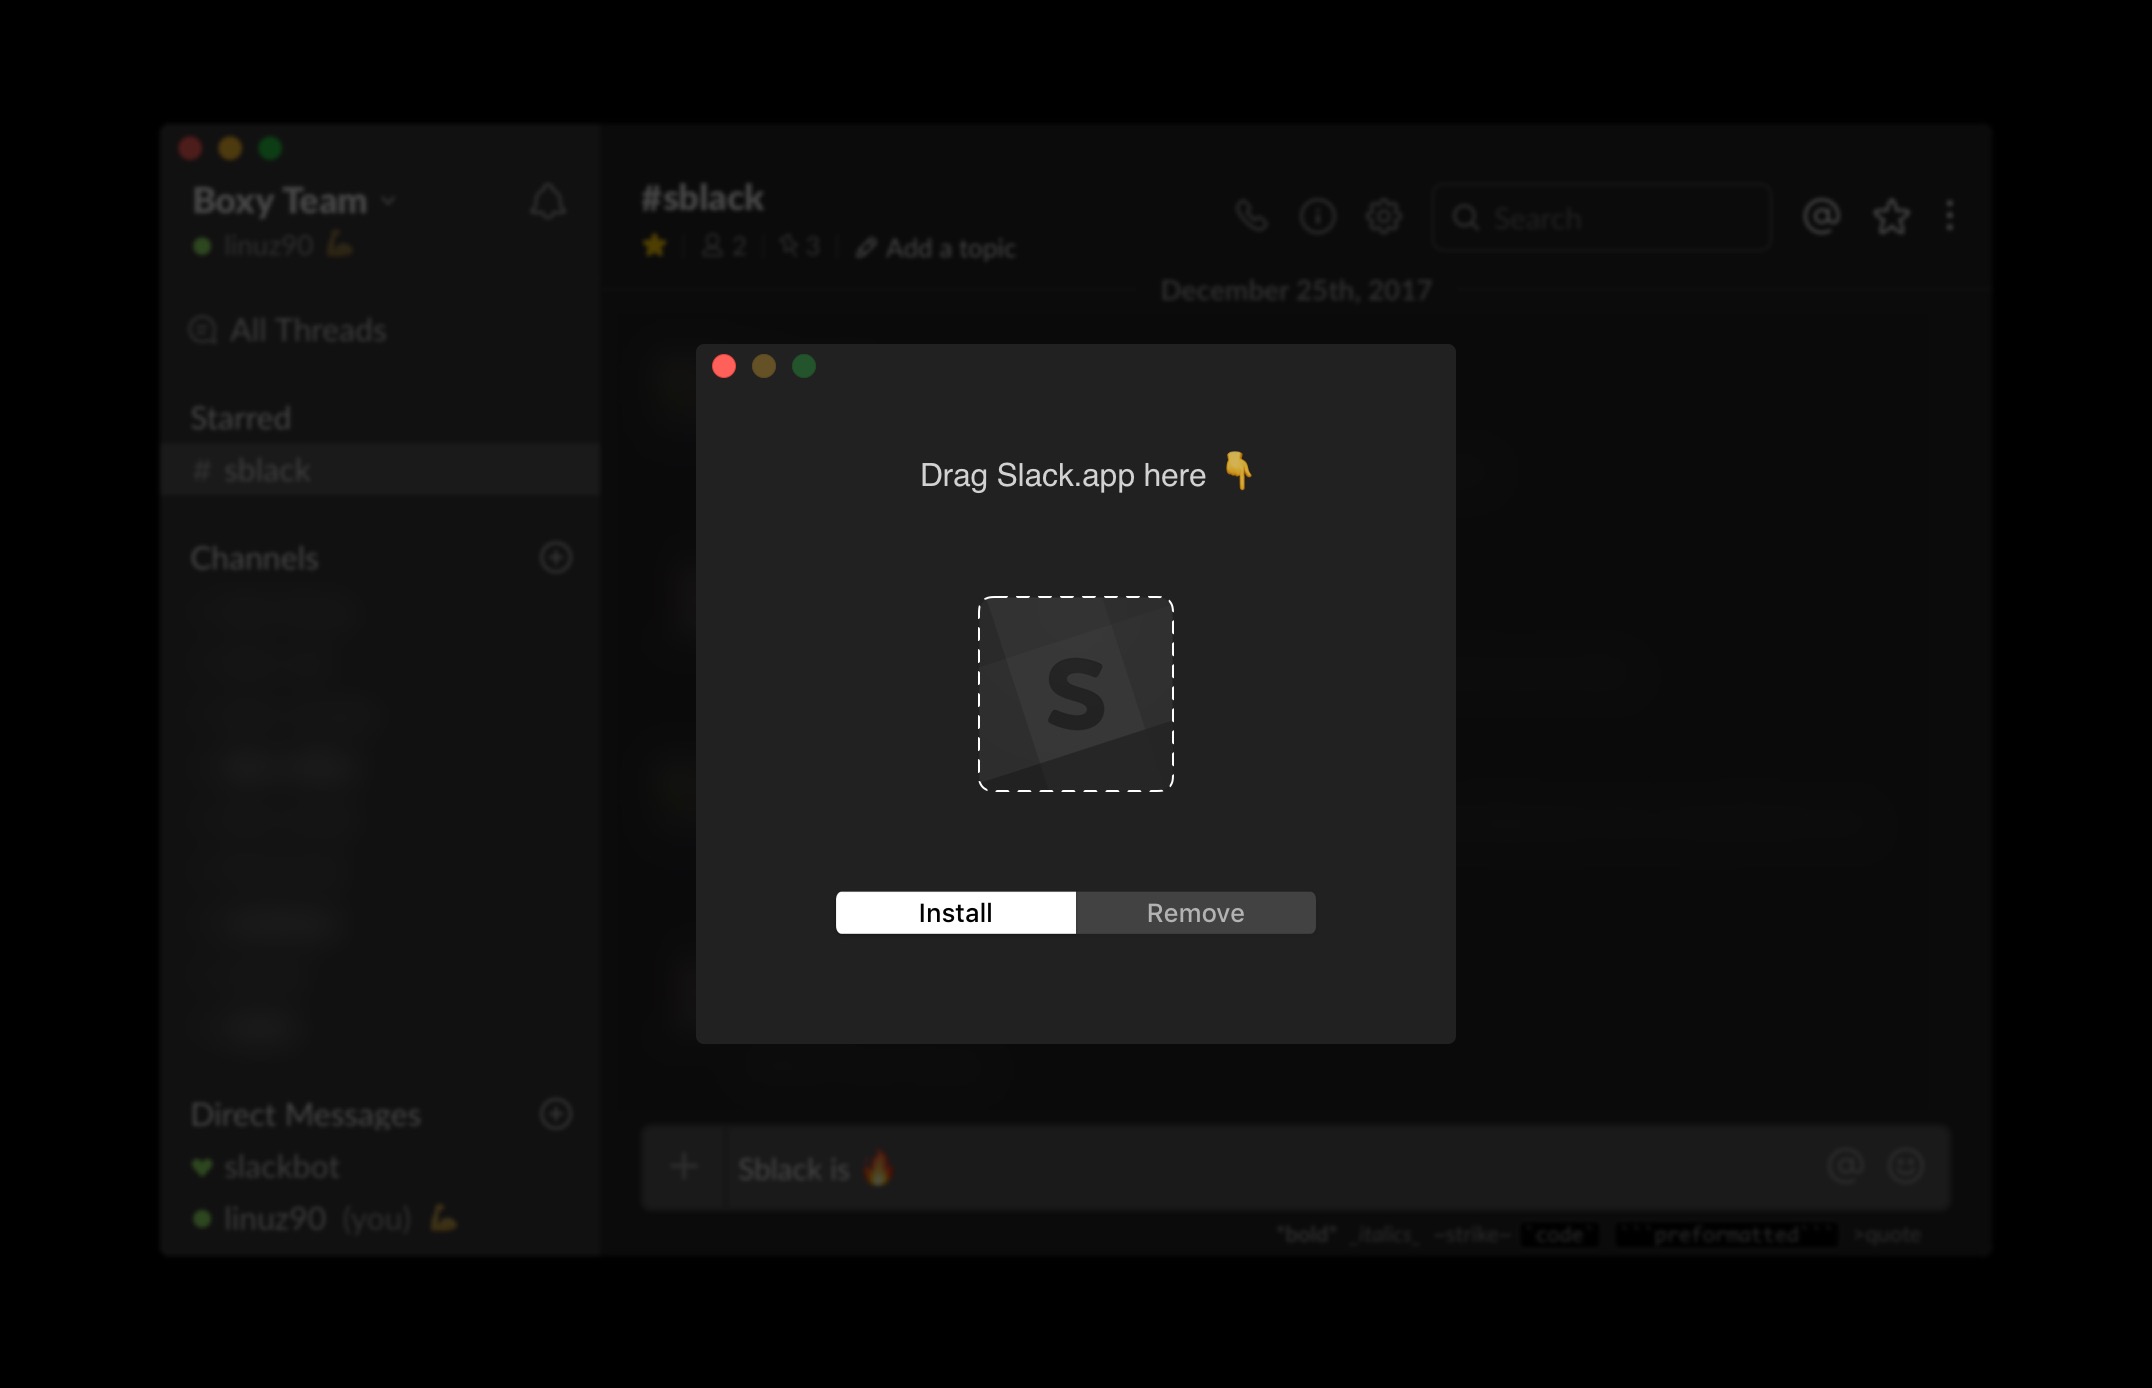 Boxy Team
linuz90 💪
All Threads
Starred
# sblack
Channels
Direct Messages
slackbot
linuz90 (you) 💪
#sblack
2
3
Add a topic
Search
December 25th, 2017
Drag Slack.app here 👇
S
Install
Remove
Sblack is 🔥
*bold* _italics_ ~strike~ `code` ```preformatted``` >quote